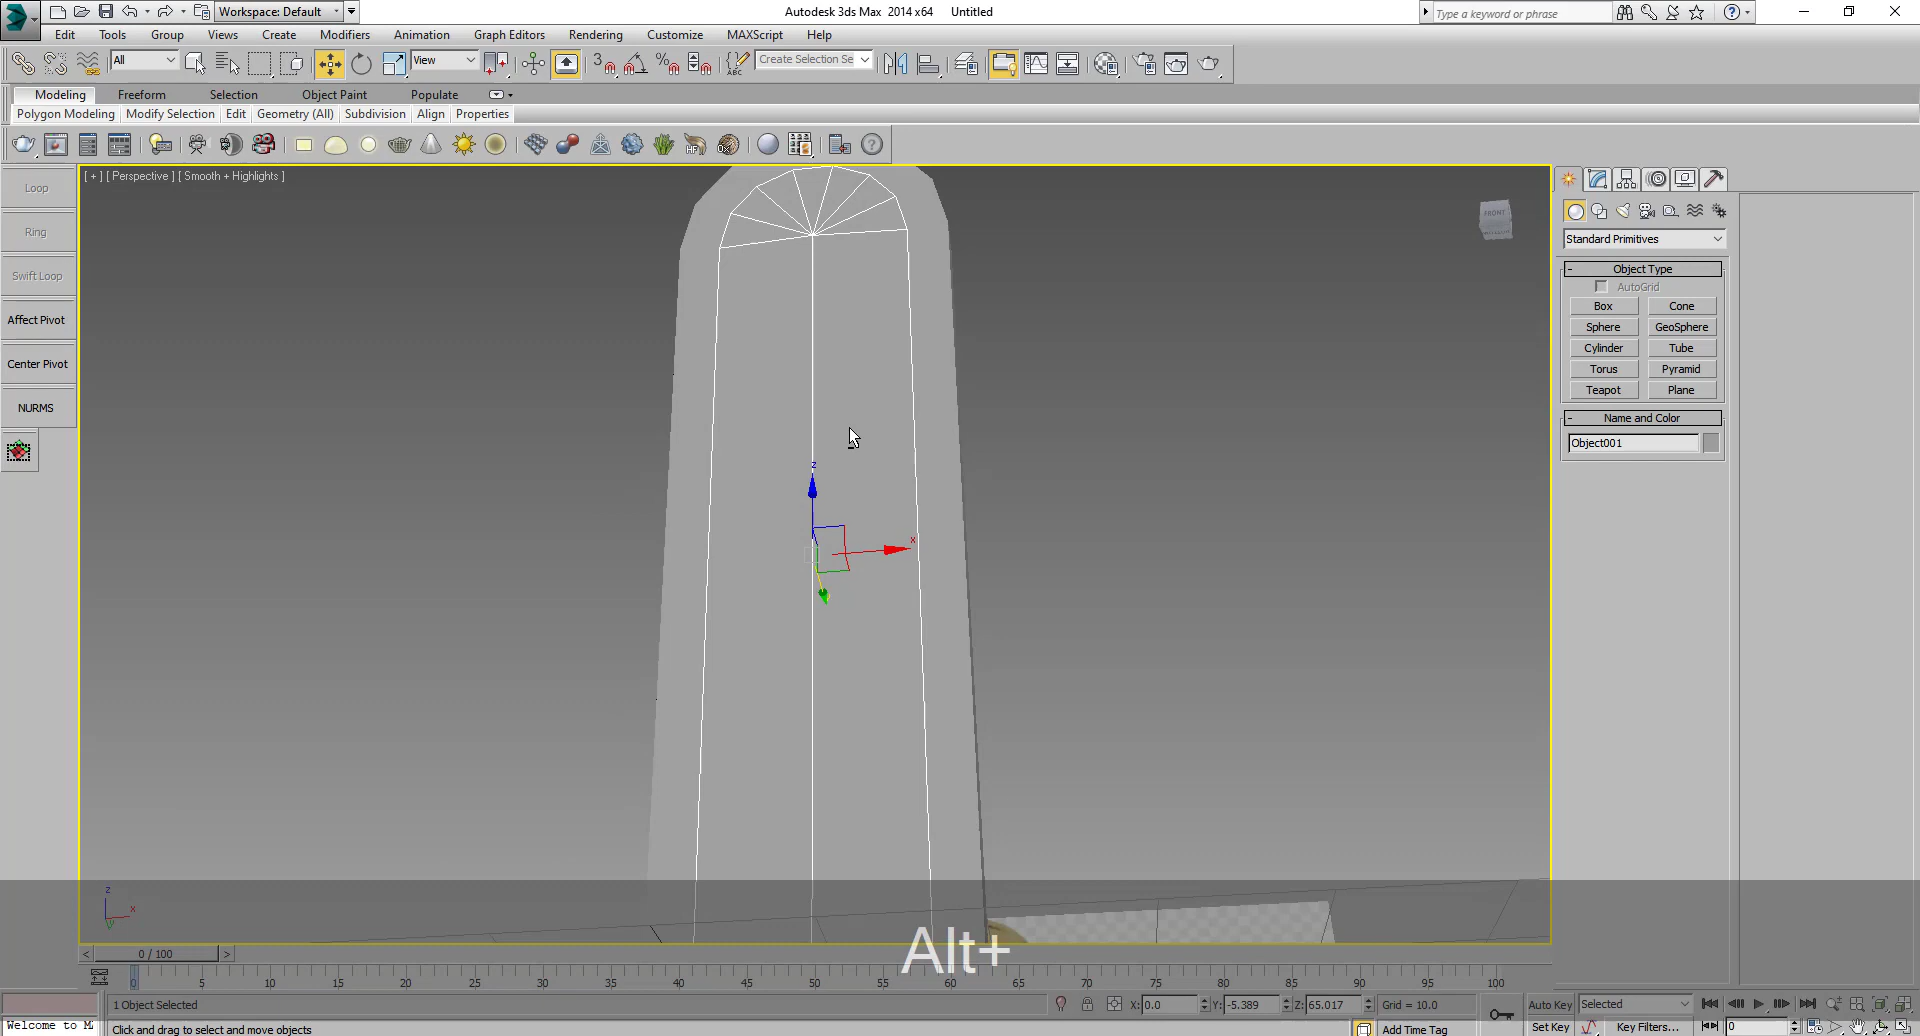 Workspace: Default
Autodesk 3ds Max 2014 x64 Untitled
Type a keyword or phrase
Edit Tools Group Views Create Modifiers Animation Graph Editors Rendering Customize MAXScript Help
All
View
3
ABC
Create Selection Se
Modeling Freeform Selection Object Paint Populate
Polygon Modeling Modify Selection Edit Geometry (All) Subdivision Align Properties
HF
[ + ] [ Perspective ] [ Smooth + Highlights ]
Loop
Ring
Swift Loop
Affect Pivot
Center Pivot
NURMS
FRONT
Standard Primitives
- Object Type
AutoGrid
Box Cone
Sphere GeoSphere
Cylinder Tube
Torus Pyramid
Teapot Plane
- Name and Color
Object001
z
x
z
x
y
Alt+
< 0 / 100 >
0 5 10 15 20 25 30 35 40 45 50 55 60 65 70 75 80 85 90 95 100
1 Object Selected
X: 0.0 Y: -5.389 Z: 65.017 Grid = 10.0
Auto Key Selected
Welcome to M
Click and drag to select and move objects
Add Time Tag
Set Key Key Filters... 0